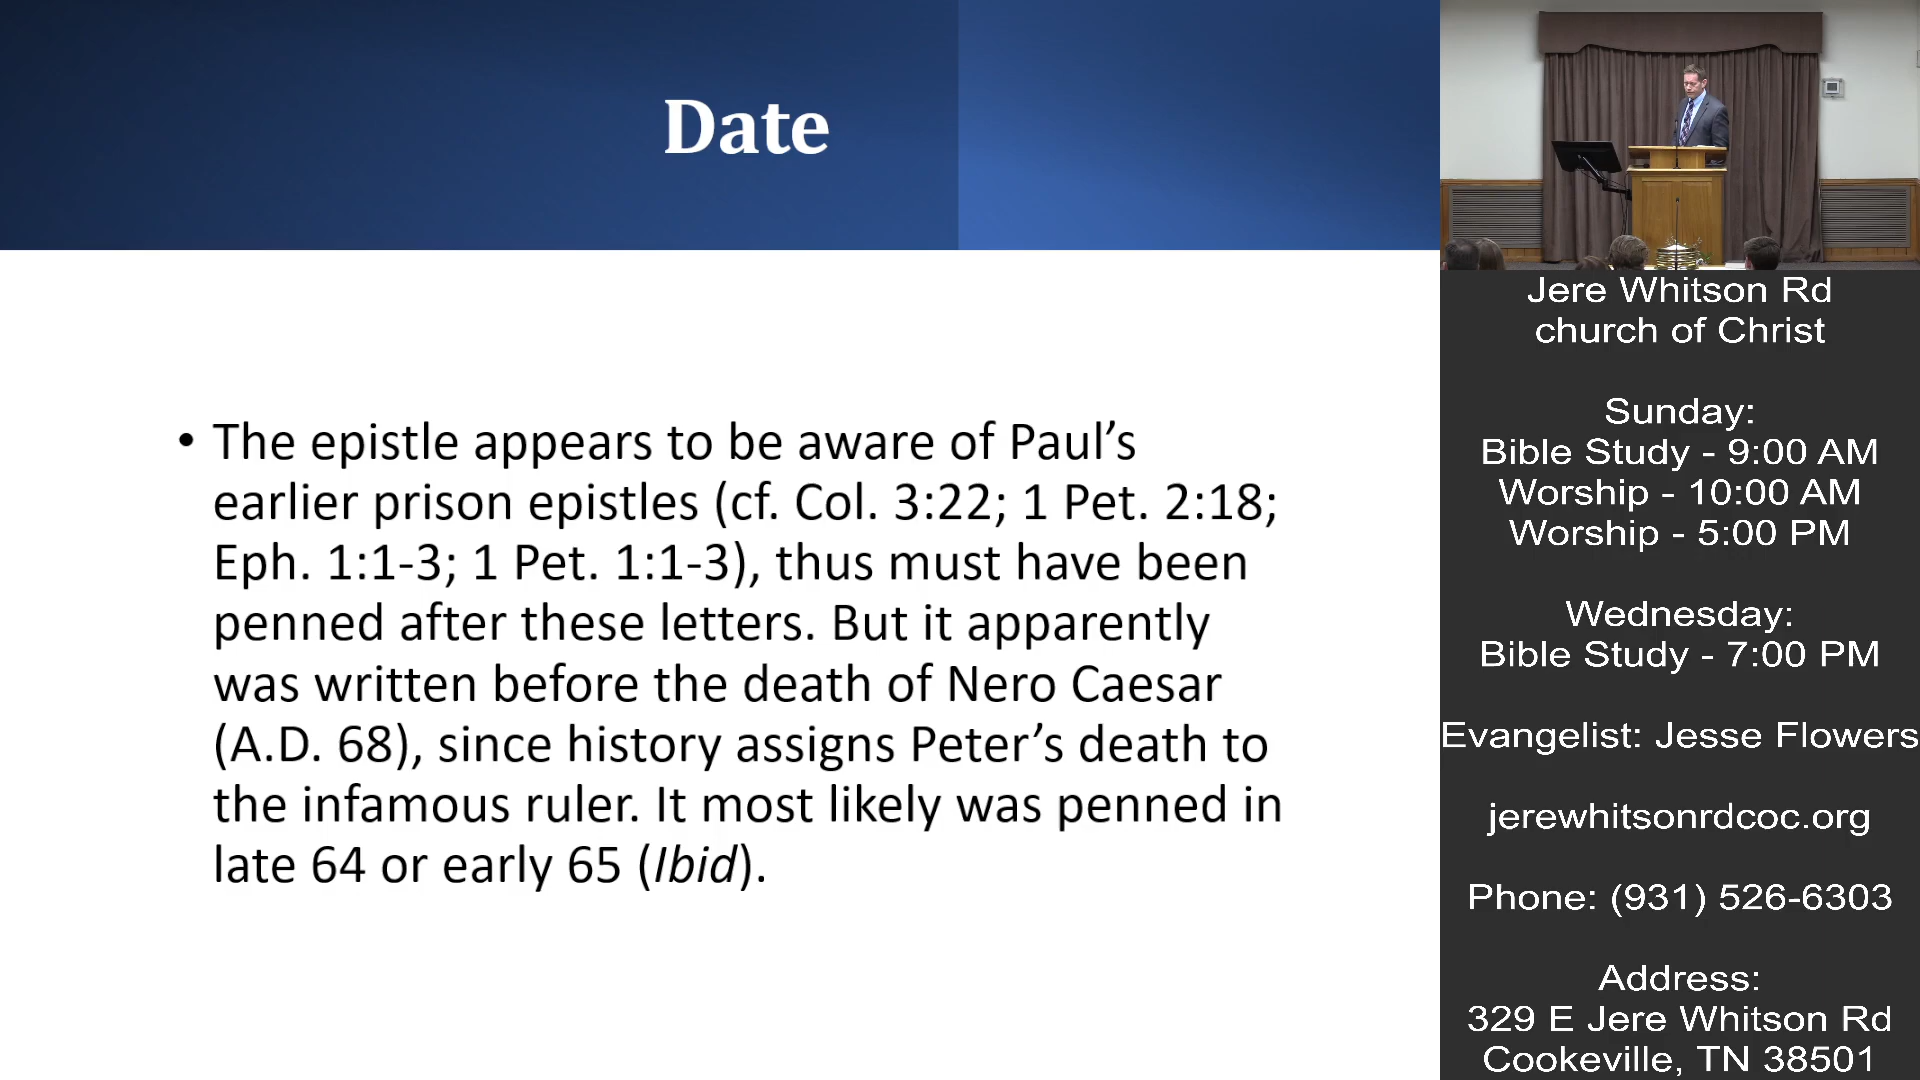 Date
• The epistle appears to be aware of Paul’s
earlier prison epistles (cf. Col. 3:22; 1 Pet. 2:18;
Eph. 1:1-3; 1 Pet. 1:1-3), thus must have been
penned after these letters. But it apparently
was written before the death of Nero Caesar
(A.D. 68), since history assigns Peter’s death to
the infamous ruler. It most likely was penned in
late 64 or early 65 (Ibid).
Jere Whitson Rd
church of Christ
Sunday:
Bible Study - 9:00 AM
Worship - 10:00 AM
Worship - 5:00 PM
Wednesday:
Bible Study - 7:00 PM
Evangelist: Jesse Flowers
jerewhitsonrdcoc.org
Phone: (931) 526-6303
Address:
329 E Jere Whitson Rd
Cookeville, TN 38501